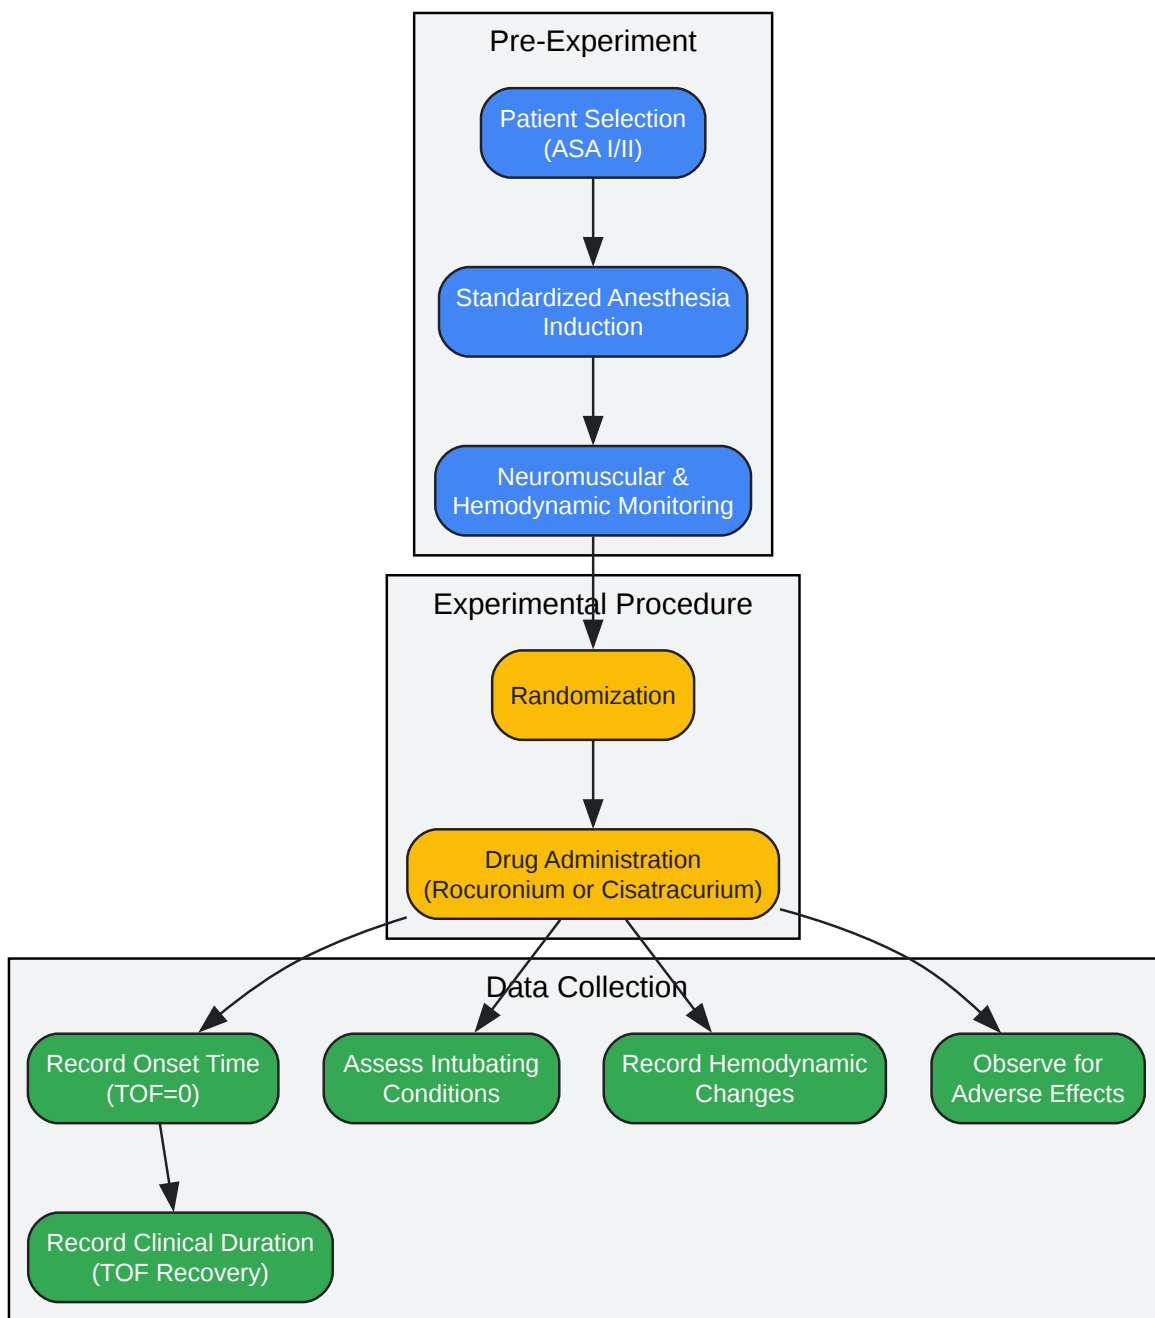 Pre-Experiment
Patient Selection
(ASA I/II)
Standardized Anesthesia
Induction
Neuromuscular &
Hemodynamic Monitoring
Experimental Procedure
Randomization
Drug Administration
(Rocuronium or Cisatracurium)
Data Collection
Record Onset Time
(TOF=0)
Assess Intubating
Conditions
Record Hemodynamic
Changes
Observe for
Adverse Effects
Record Clinical Duration
(TOF Recovery)